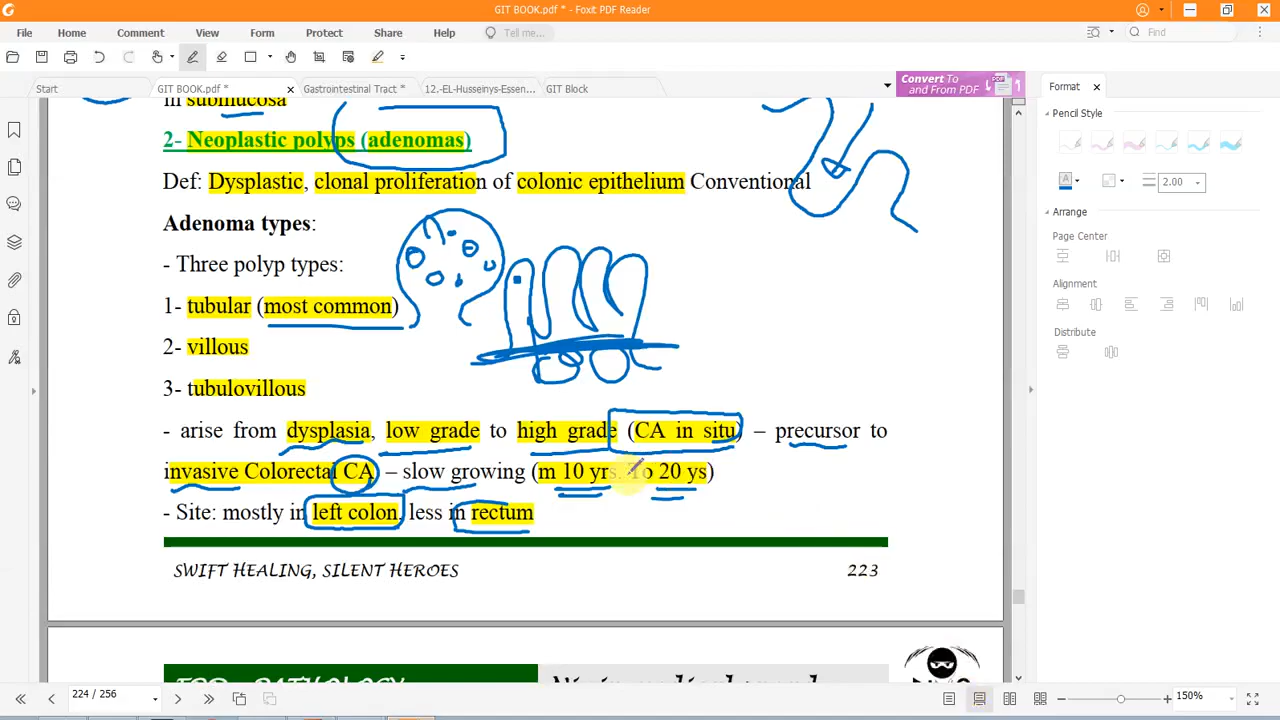 GIT BOOK.pdf * - Foxit PDF Reader
File Home Comment View Form Protect Share Help Tell me... Find
Start GIT BOOK.pdf * Gastrointestinal Tract * 12.-EL-Husseinys-Essen... GIT Block Convert To and From PDF
in submucosa
2- Neoplastic polyps (adenomas)
Def: Dysplastic, clonal proliferation of colonic epithelium Conventional
Adenoma types:
- Three polyp types:
1- tubular (most common)
2- villous
3- tubulovillous
- arise from dysplasia, low grade to high grade (CA in situ) – precursor to
invasive Colorectal CA – slow growing (m 10 yrs. To 20 ys)
- Site: mostly in left colon, less in rectum
SWIFT HEALING, SILENT HEROES 223
Format
Pencil Style
2.00
Arrange
Page Center
Alignment
Distribute
224 / 256 150%